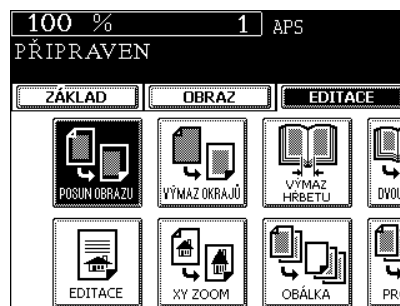 100 % 1 APS
PŘIPRAVEN
ZÁKLAD OBRAZ EDITACE
POSUN OBRAZU VÝMAZ OKRAJŮ VÝMAZ HŘBETU
EDITACE XY ZOOM OBÁLKA